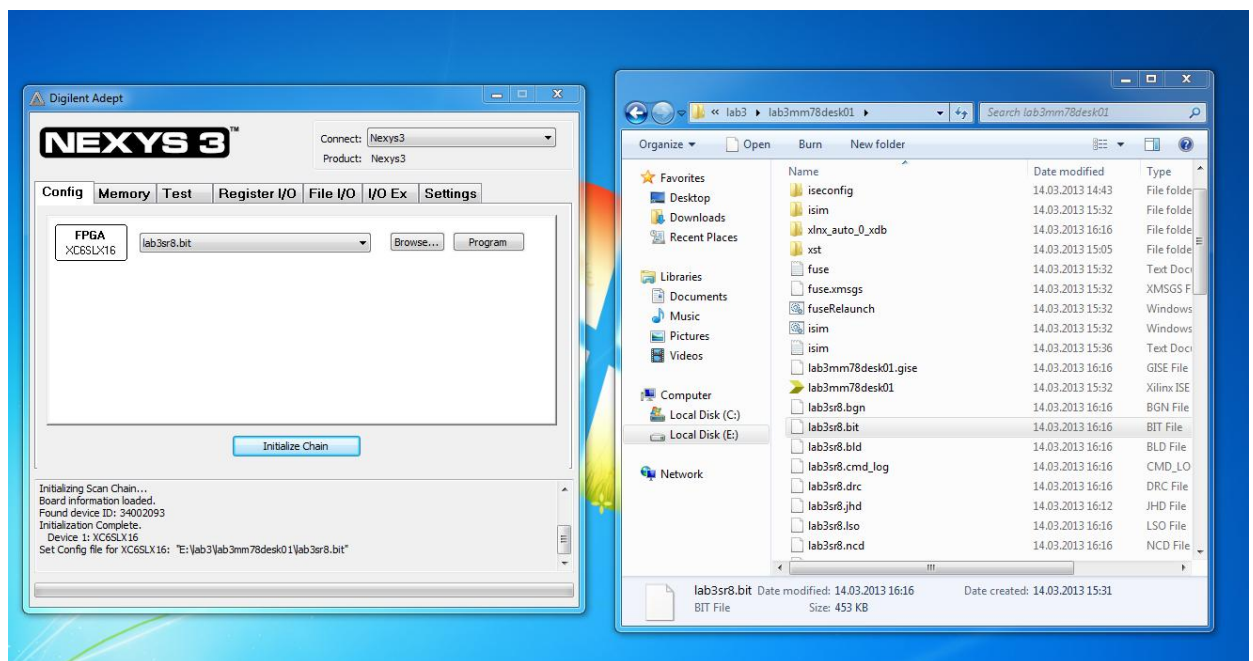 Digilent Adept
NEXYS 3™
Connect: Nexys3
Product: Nexys3
Config Memory Test Register I/O File I/O I/O Ex Settings
FPGA
XC6SLX16
lab3sr8.bit Browse... Program
Initialize Chain
Initializing Scan Chain...
Board information loaded.
Found device ID: 34002093
Initialization Complete.
Device 1: XC6SLX16
Set Config file for XC6SLX16: "E:\lab3\lab3mm78desk01\lab3sr8.bit"
« lab3 lab3mm78desk01 Search lab3mm78desk01
Organize Open Burn New folder
Favorites
Desktop
Downloads
Recent Places
Libraries
Documents
Music
Pictures
Videos
Computer
Local Disk (C:)
Local Disk (E:)
Network
Name Date modified Type
iseconfig 14.03.2013 14:43 File folde
isim 14.03.2013 15:32 File folde
xlnx_auto_0_xdb 14.03.2013 16:16 File folde
xst 14.03.2013 15:05 File folde
fuse 14.03.2013 15:32 Text Docu
fuse.xmsgs 14.03.2013 15:32 XMSGS F
fuseRelaunch 14.03.2013 15:32 Windows
isim 14.03.2013 15:32 Windows
isim 14.03.2013 15:36 Text Docu
lab3mm78desk01.gise 14.03.2013 16:16 GISE File
lab3mm78desk01 14.03.2013 15:32 Xilinx ISE
lab3sr8.bgn 14.03.2013 16:16 BGN File
lab3sr8.bit 14.03.2013 16:16 BIT File
lab3sr8.bld 14.03.2013 16:16 BLD File
lab3sr8.cmd_log 14.03.2013 16:16 CMD_LO
lab3sr8.drc 14.03.2013 16:16 DRC File
lab3sr8.jhd 14.03.2013 16:12 JHD File
lab3sr8.lso 14.03.2013 16:16 LSO File
lab3sr8.ncd 14.03.2013 16:16 NCD File
lab3sr8.bit Date modified: 14.03.2013 16:16 Date created: 14.03.2013 15:31
BIT File Size: 453 KB